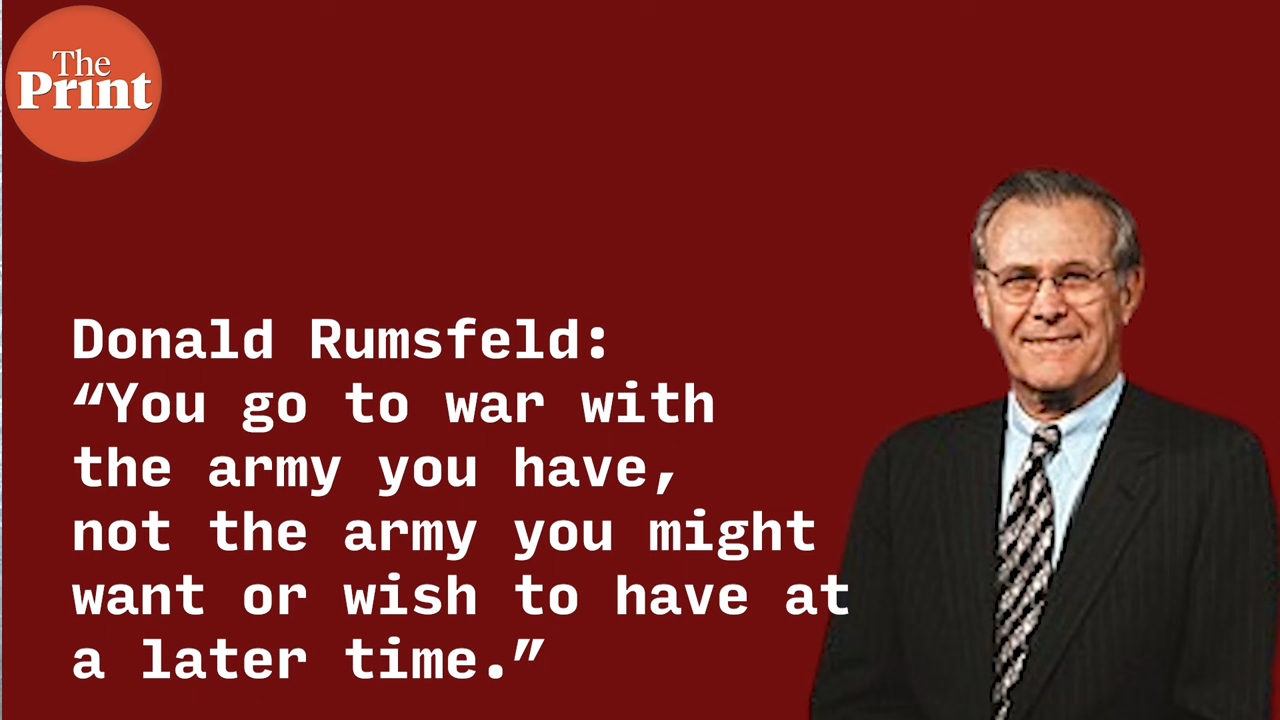 The
Print
Donald Rumsfeld:
“You go to war with
the army you have,
not the army you might
want or wish to have at
a later time.”